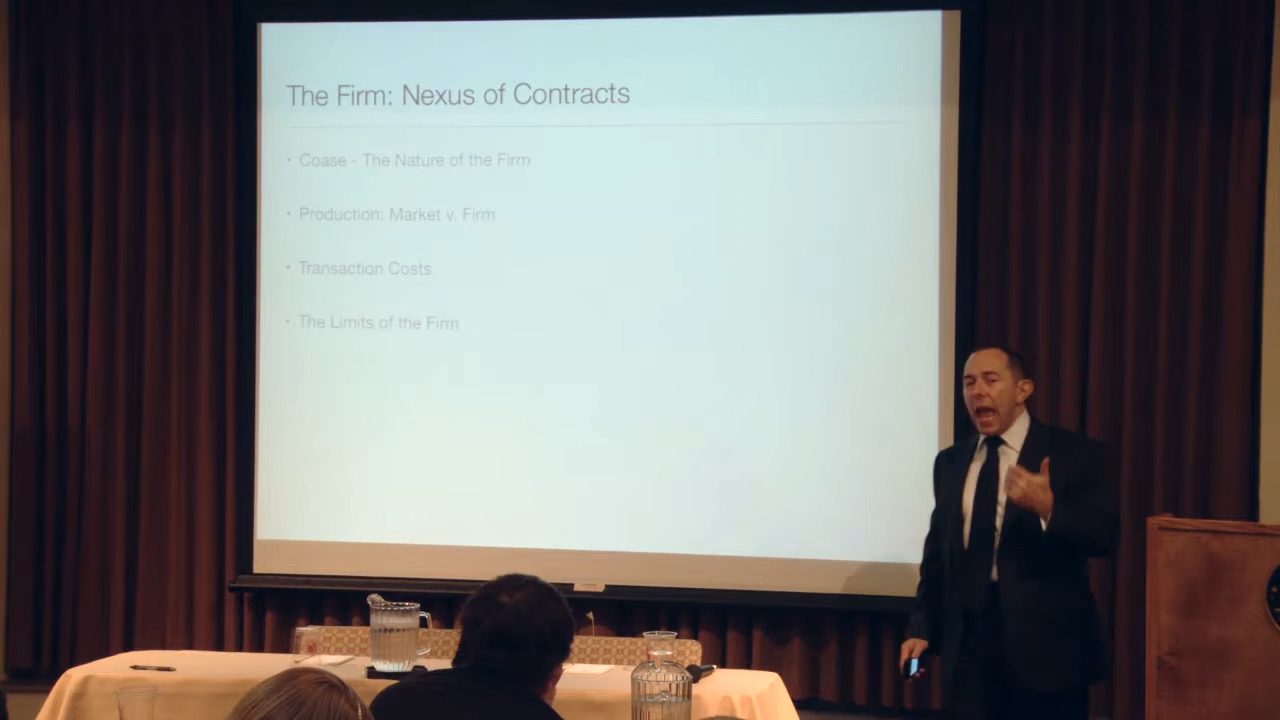 The Firm: Nexus of Contracts
• Coase - The Nature of the Firm
• Production: Market v. Firm
• Transaction Costs
• The Limits of the Firm